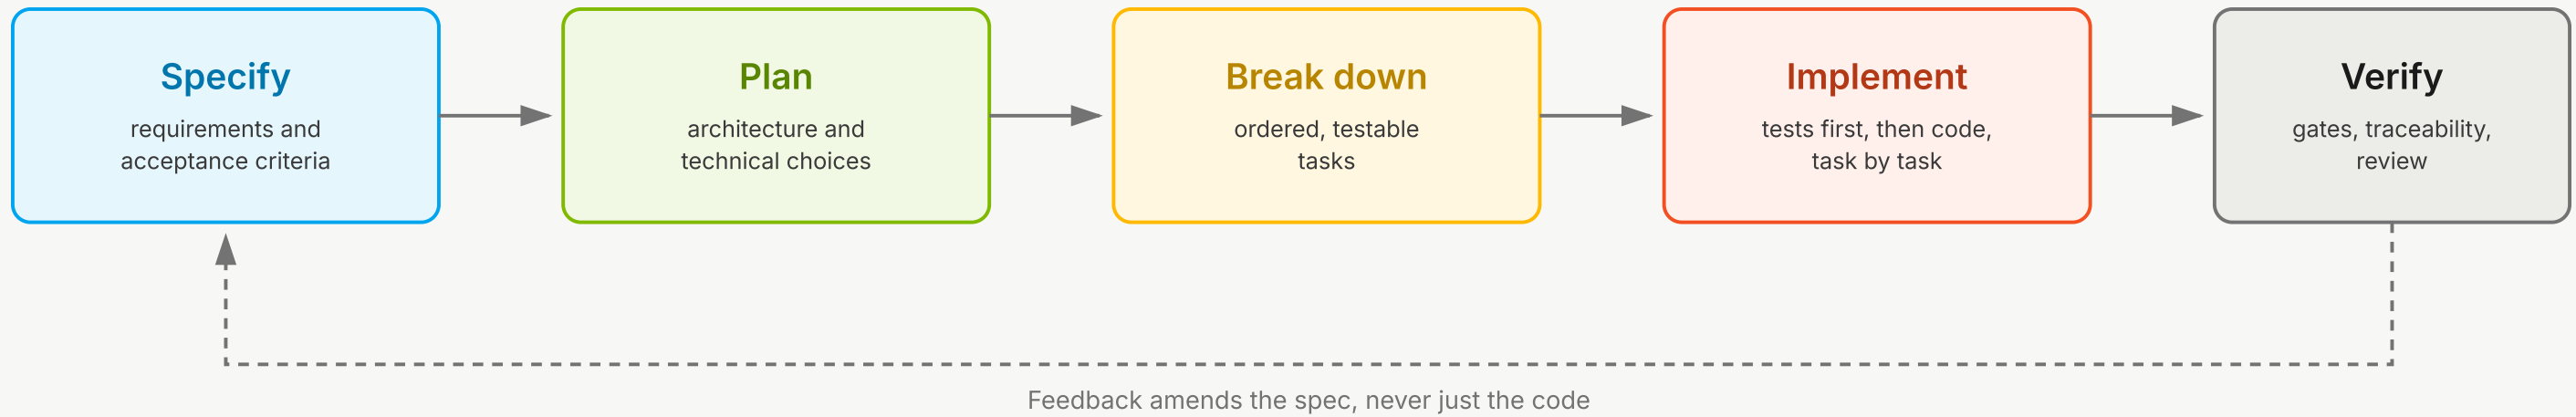 Specify
requirements and
acceptance criteria
Plan
architecture and
technical choices
Break down
ordered, testable
tasks
Implement
tests first, then code,
task by task
Verify
gates, traceability,
review
Feedback amends the spec, never just the code